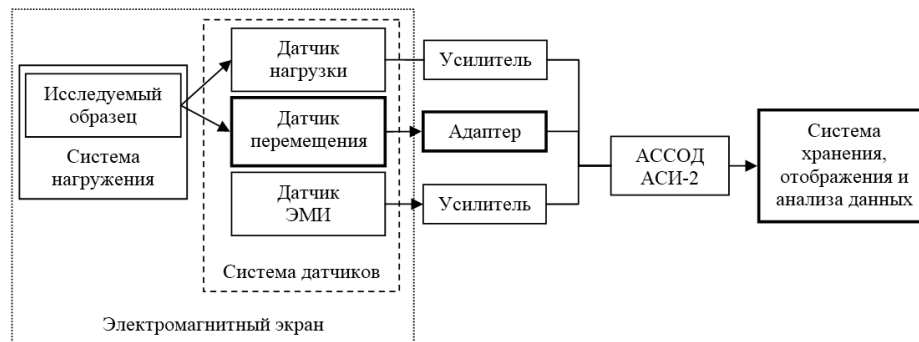 Исследуемый
образец
Система
нагружения
Датчик
нагрузки
Датчик
перемещения
Датчик
ЭМИ
Система датчиков
Электромагнитный экран
Усилитель
Адаптер
Усилитель
АССОД
АСИ-2
Система
хранения,
отображения и
анализа данных